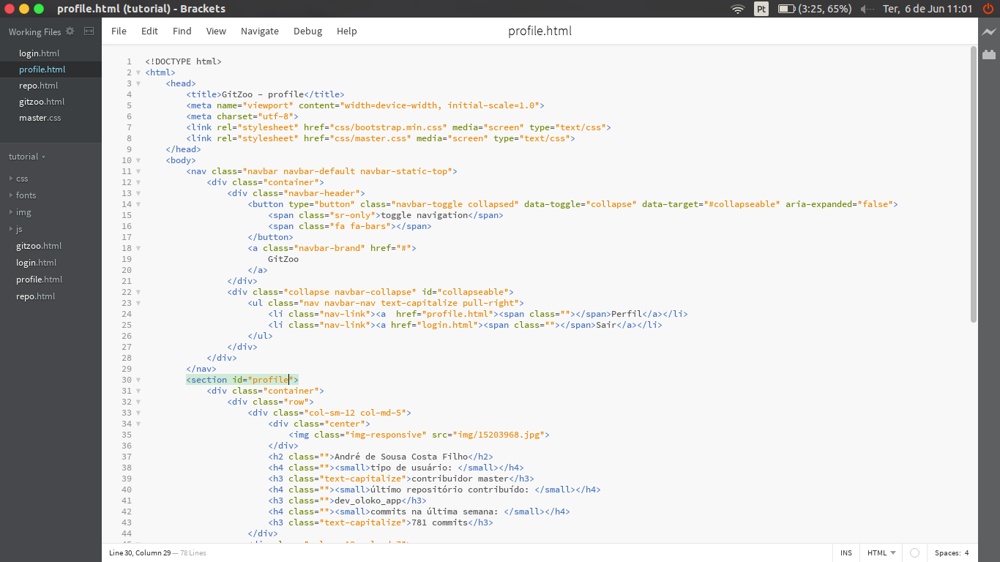 profile.html (tutorial) - Brackets
Pt (3:25, 65%) Ter, 6 de Jun 11:01
Working Files
login.html
profile.html
repo.html
gitzoo.html
master.css
tutorial
css
fonts
img
js
gitzoo.html
login.html
profile.html
repo.html
File Edit Find View Navigate Debug Help
profile.html
1 <!DOCTYPE html>
2 <html>
3 <head>
4 <title>GitZoo - profile</title>
5 <meta name="viewport" content="width=device-width, initial-scale=1.0">
6 <meta charset="utf-8">
7 <link rel="stylesheet" href="css/bootstrap.min.css" media="screen" type="text/css">
8 <link rel="stylesheet" href="css/master.css" media="screen" type="text/css">
9 </head>
10 <body>
11 <nav class="navbar navbar-default navbar-static-top">
12 <div class="container">
13 <div class="navbar-header">
14 <button type="button" class="navbar-toggle collapsed" data-toggle="collapse" data-target="#collapseable" aria-expanded="false">
15 <span class="sr-only">toggle navigation</span>
16 <span class="fa fa-bars"></span>
17 </button>
18 <a class="navbar-brand" href="#">
19 GitZoo
20 </a>
21 </div>
22 <div class="collapse navbar-collapse" id="collapseable">
23 <ul class="nav navbar-nav text-capitalize pull-right">
24 <li class="nav-link"><a  href="profile.html"><span class=""></span>Perfil</a></li>
25 <li class="nav-link"><a href="login.html"><span class=""></span>Sair</a></li>
26 </ul>
27 </div>
28 </div>
29 </nav>
30 <section id="profile">
31 <div class="container">
32 <div class="row">
33 <div class="col-sm-12 col-md-5">
34 <div class="center">
35 <img class="img-responsive" src="img/15203968.jpg">
36 </div>
37 <h2 class="">André de Sousa Costa Filho</h2>
38 <h4 class=""><small>tipo de usuário: </small></h4>
39 <h3 class="text-capitalize">contribuidor master</h3>
40 <h4 class=""><small>último repositório contribuído: </small></h4>
41 <h3 class="">dev_oloko_app</h3>
42 <h4 class=""><small>commits na última semana: </small></h4>
43 <h3 class="text-capitalize">781 commits</h3>
44 </div>
Line 30, Column 29 — 78 Lines
INS HTML Spaces: 4